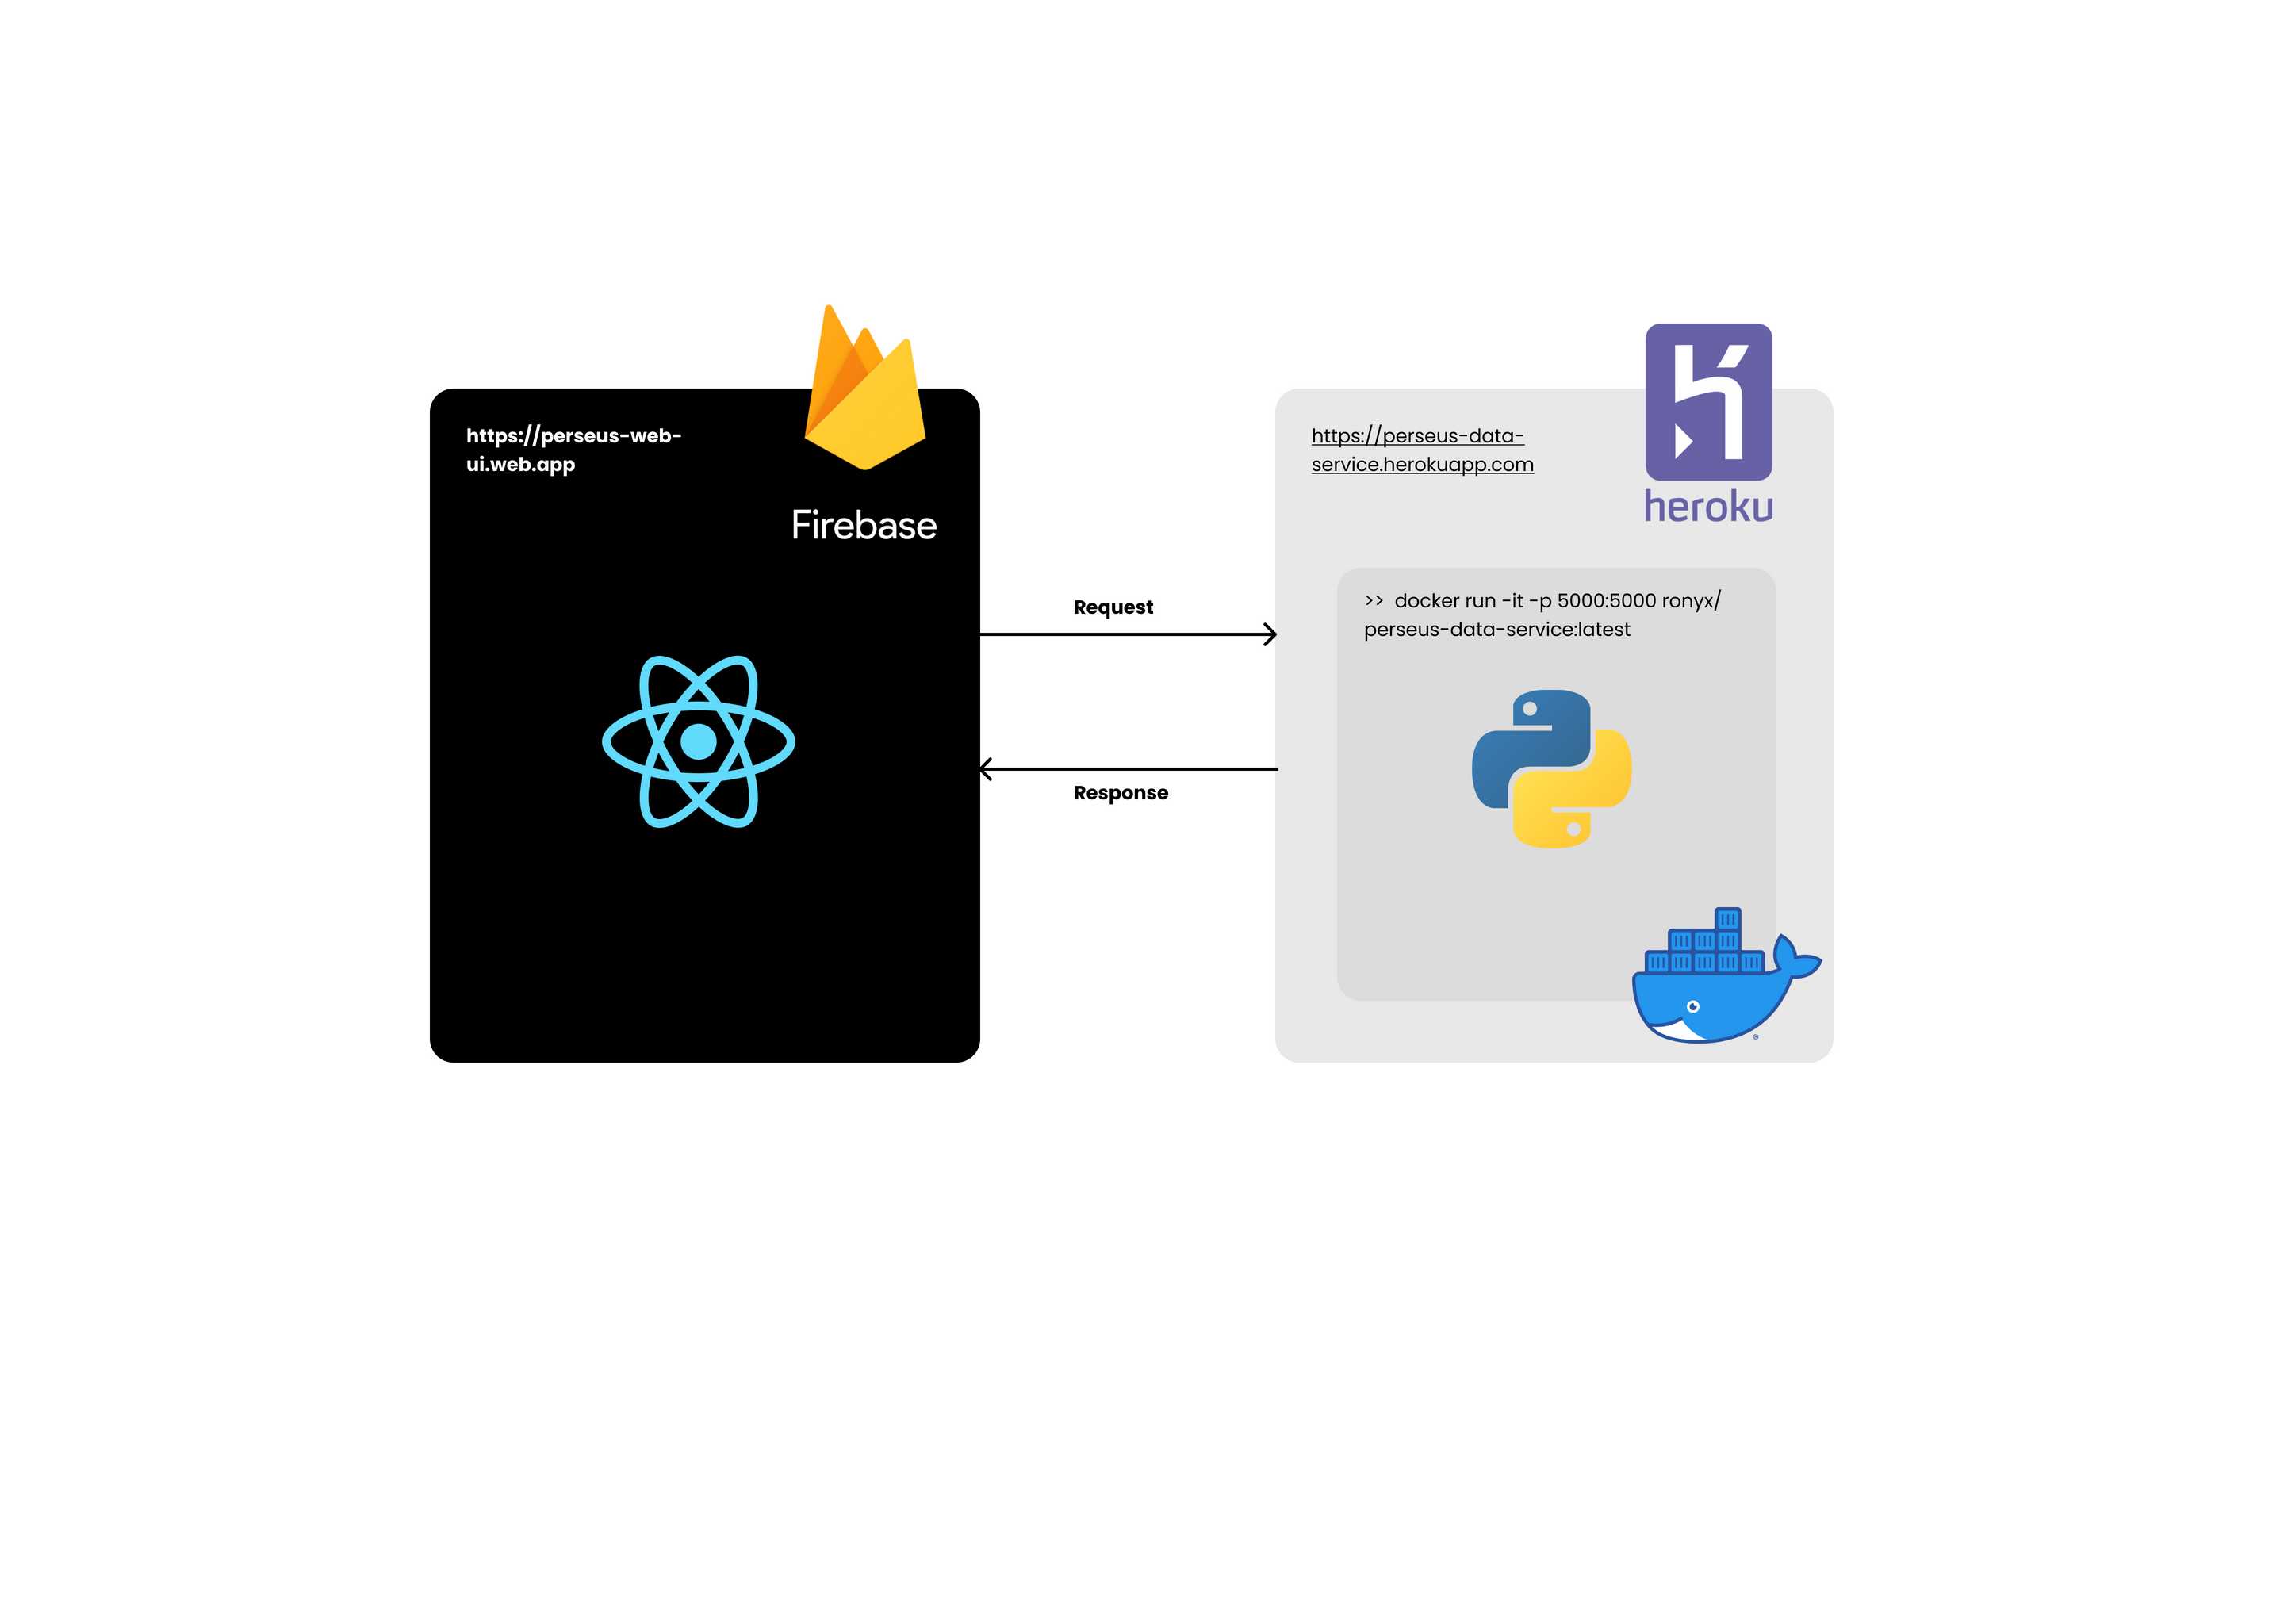 https://perseus-web-
ui.web.app
Firebase
Request
Response
https://perseus-data-
service.herokuapp.com
heroku
>> docker run -it -p 5000:5000 ronyx/
perseus-data-service:latest
®